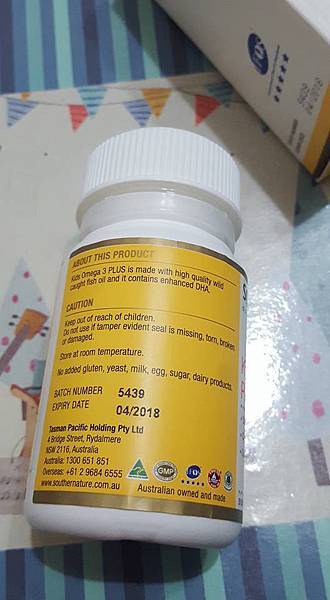 ABOUT THIS PRODUCT
Kids Omega 3 PLUS is made with high quality wild
caught fish oil and it contains enhanced DHA.
CAUTION
Keep out of reach of children.
Do not use if tamper evident seal is missing, torn, broken
or damaged.
Store at room temperature.
No added gluten, yeast, milk, egg, sugar, dairy products.
BATCH NUMBER 5439
EXPIRY DATE 04/2018
Tasman Pacific Holding Pty Ltd
4 Bridge Street, Rydalmere
NSW 2116, Australia
Australia: 1300 651 851
Overseas: +61 2 9684 6555
www.southernature.com.au
GMP
Australian owned and made
5439
04/2018